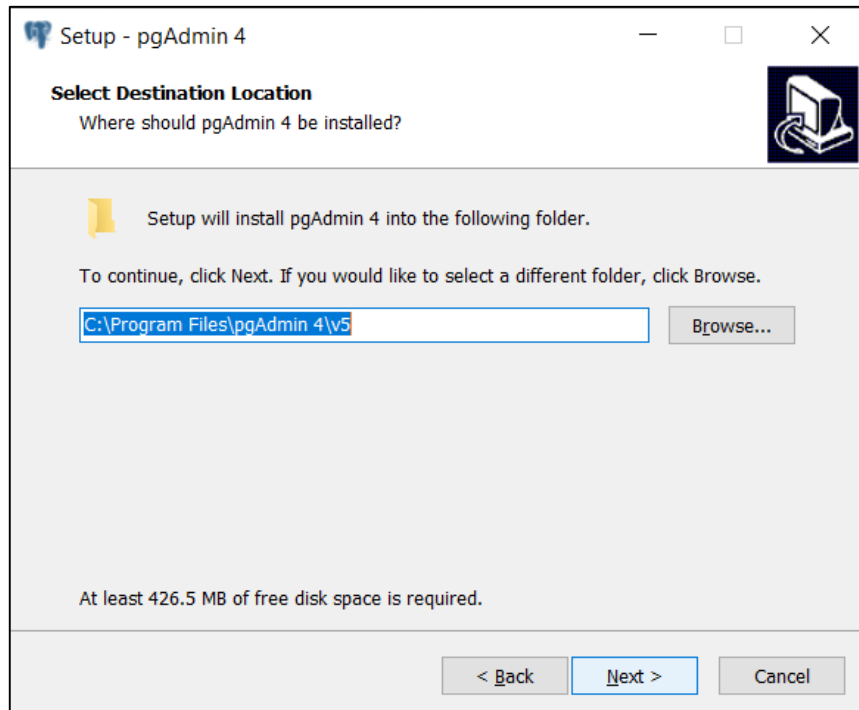 Setup - pgAdmin 4
Select Destination Location
Where should pgAdmin 4 be installed?
Setup will install pgAdmin 4 into the following folder.
To continue, click Next. If you would like to select a different folder, click Browse.
C:\Program Files\pgAdmin 4\v5
Browse...
At least 426.5 MB of free disk space is required.
< Back
Next >
Cancel